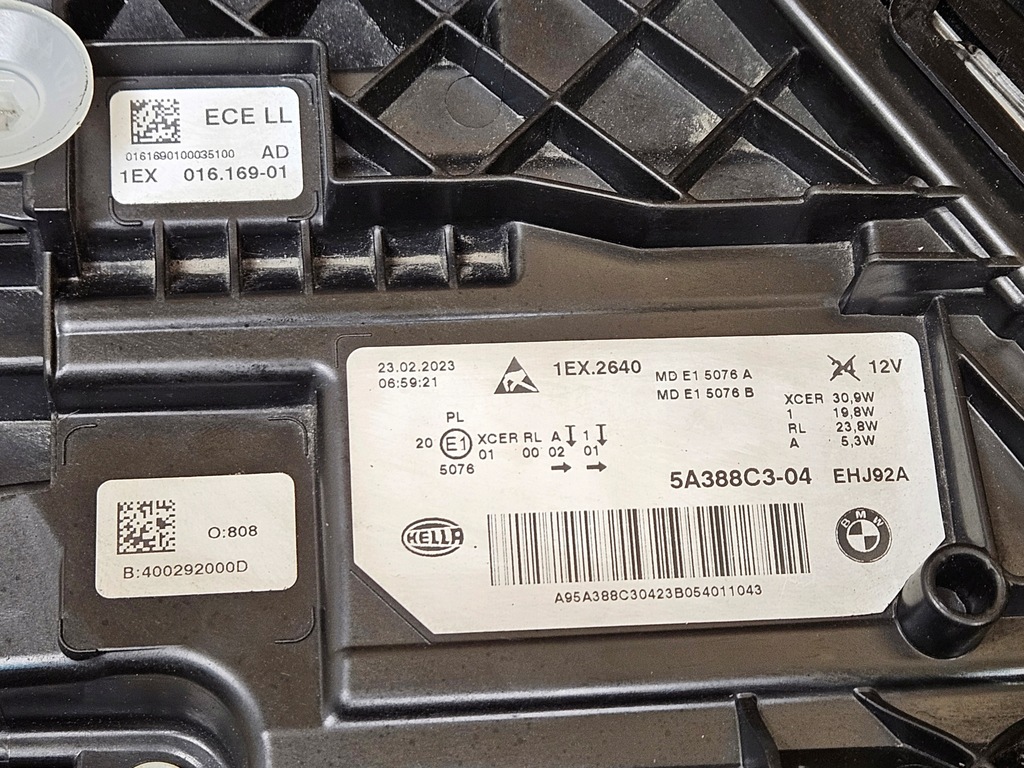 ECE LL
0161690100035100 AD
1EX 016.169-01
23.02.2023
06:59:21
1EX.2640
MD E1 5076 A
MD E1 5076 B
24 12V
XCER 30,9W
1 19,8W
RL 23,8W
A 5,3W
PL
20 E1 XCER RL A 1
01 00 02 01
5076
5A388C3-04 EHJ92A
HELLA
BMW
A95A388C30423B054011043
O:808
B:400292000D